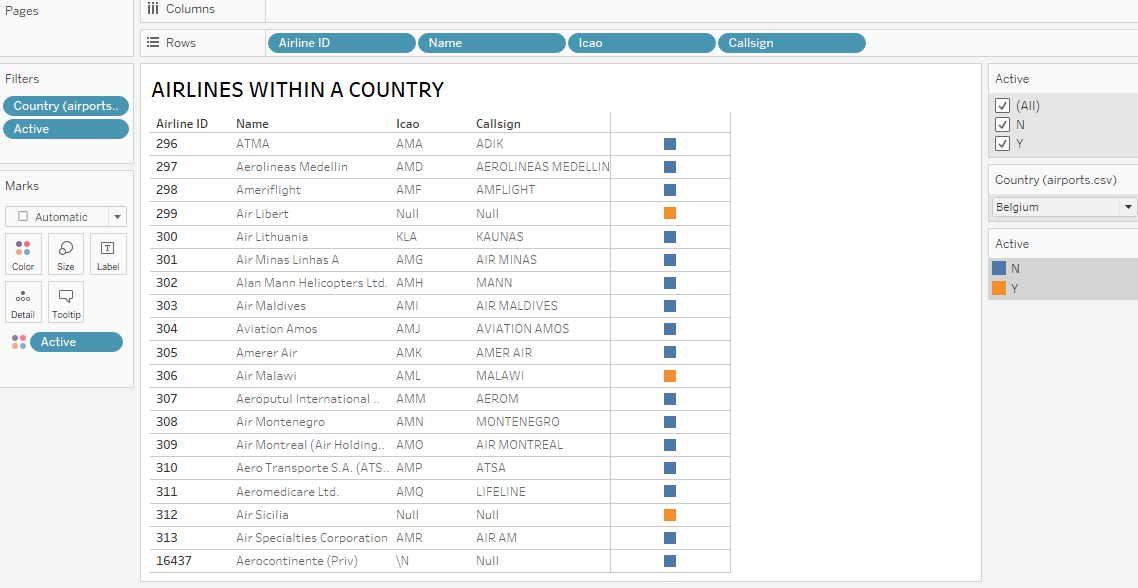 Pages
Columns
Rows
Airline ID
Name
Icao
Callsign
Filters
Country (airports..
Active
Marks
Automatic
Color
Size
Label
Detail
Tooltip
Active
AIRLINES WITHIN A COUNTRY
Airline ID Name Icao Callsign
296 ATMA AMA ADIK
297 Aerolineas Medellin AMD AEROLINEAS MEDELLIN
298 Ameriflight AMF AMFLIGHT
299 Air Libert Null Null
300 Air Lithuania KLA KAUNAS
301 Air Minas Linhas A AMG AIR MINAS
302 Alan Mann Helicopters Ltd. AMH MANN
303 Air Maldives AMI AIR MALDIVES
304 Aviation Amos AMJ AVIATION AMOS
305 Amerer Air AMK AMER AIR
306 Air Malawi AML MALAWI
307 Aeroputul International .. AMM AEROM
308 Air Montenegro AMN MONTENEGRO
309 Air Montreal (Air Holding.. AMO AIR MONTREAL
310 Aero Transporte S.A. (ATS.. AMP ATSA
311 Aeromedicare Ltd. AMQ LIFELINE
312 Air Sicilia Null Null
313 Air Specialties Corporation AMR AIR AM
16437 Aerocontinente (Priv) \N Null
Active
(All)
N
Y
Country (airports.csv)
Belgium
Active
N
Y